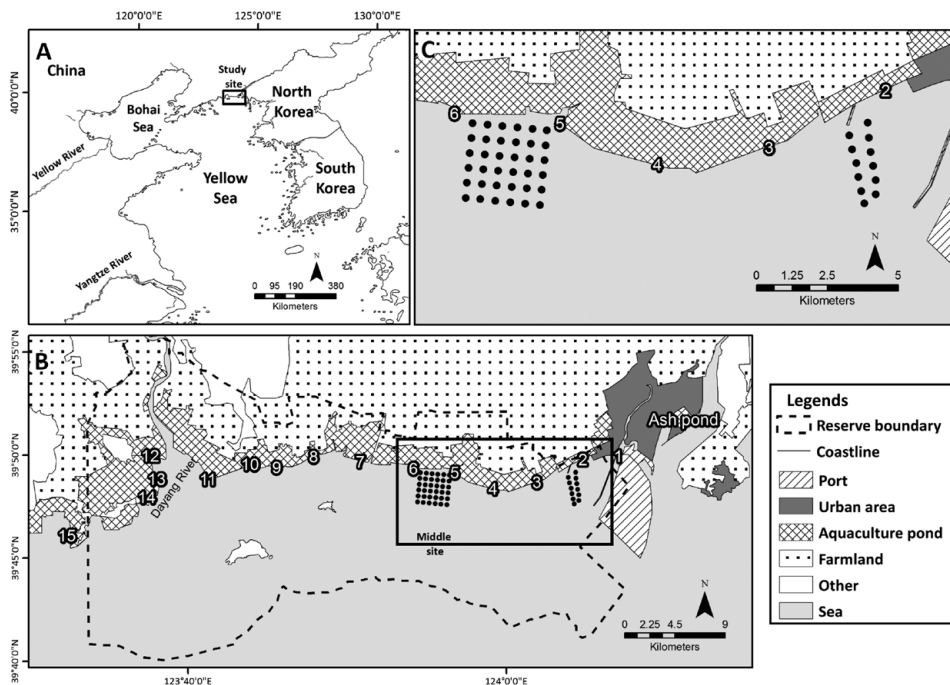 120°0'0"E
125°0'0"E
130°0'0"E
A
China
Study
site
North
Korea
Bohai
Sea
Yellow River
Yellow
Sea
South
Korea
Yangtze River
40°0'0"N
35°0'0"N
N
0 95 190 380
Kilometers
C
6
5
4
3
2
N
0 1.25 2.5 5
Kilometers
B
39°55'N
39°50'0"N
39°45'0"N
39°40'0"N
Ash pond
12
13
14
15
11
10
9
8
7
6
5
4
3
2
1
Dayang River
Middle
site
N
0 2.25 4.5 9
Kilometers
123°40'0"E
124°0'0"E
Legends
Reserve boundary
Coastline
Port
Urban area
Aquaculture pond
Farmland
Other
Sea